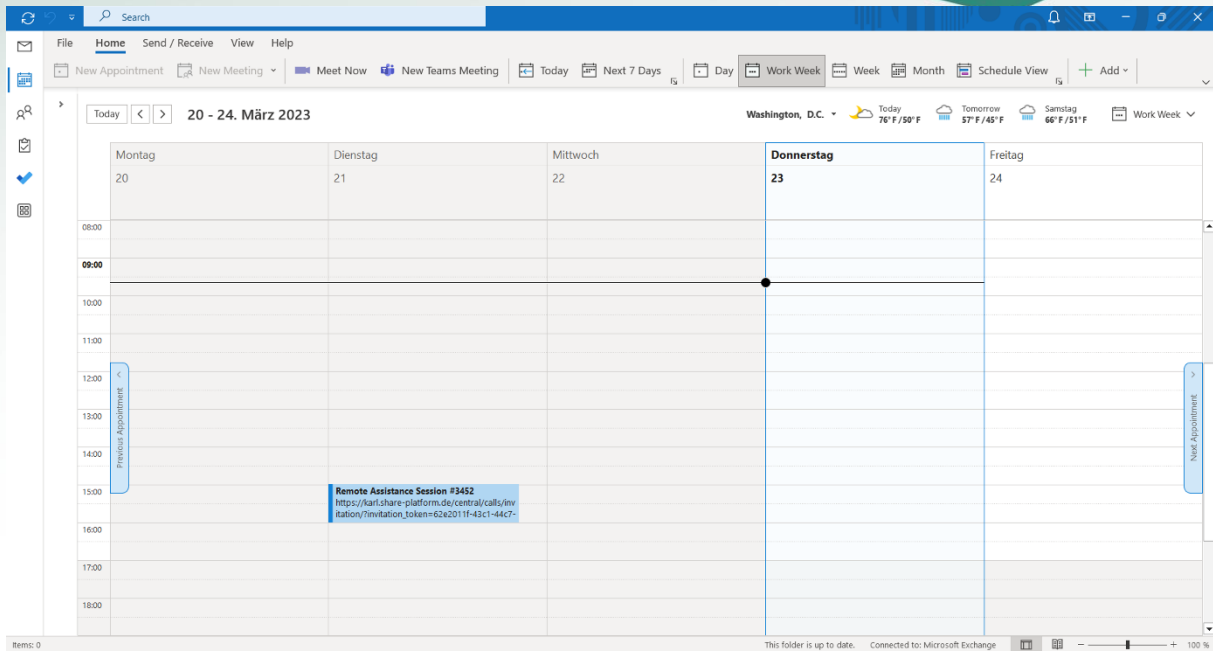 Search
File Home Send / Receive View Help
New Appointment New Meeting Meet Now New Teams Meeting Today Next 7 Days Day Work Week Week Month Schedule View Add
Today 20 - 24. März 2023 Washington, D.C. Today 76°F/50°F Tomorrow 57°F/45°F Samstag 66°F/51°F Work Week
Montag Dienstag Mittwoch Donnerstag Freitag
20 21 22 23 24
08:00
09:00
10:00
11:00
12:00
13:00
14:00
Previous Appointment
Next Appointment
15:00
Remote Assistance Session #3452
https://karl.share-platform.de/central/calls/inv
itation/?invitation_token=62e2011f-43c1-44c7-
16:00
17:00
18:00
Items: 0 This folder is up to date. Connected to: Microsoft Exchange 100 %